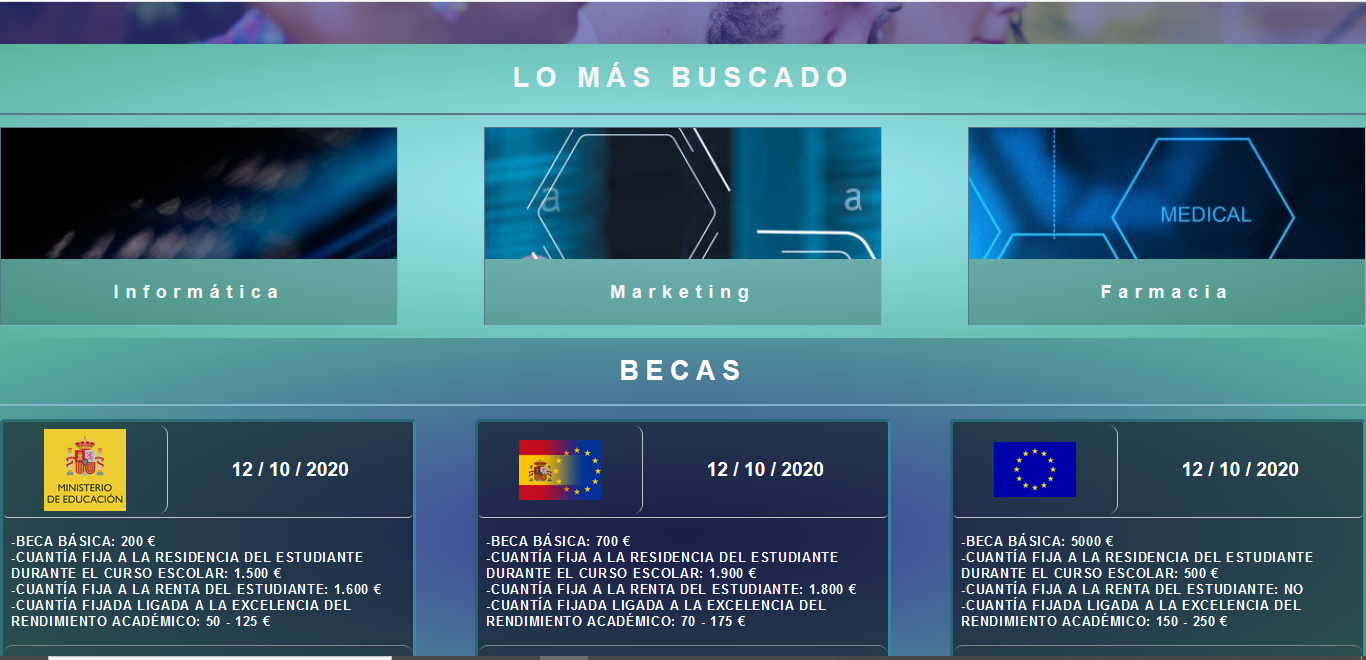 LO MÁS BUSCADO
a
a
MEDICAL
Informática
Marketing
Farmacia
BECAS
MINISTERIO
DE EDUCACIÓN
12 / 10 / 2020
-BECA BÁSICA: 200 €
-CUANTÍA FIJA A LA RESIDENCIA DEL ESTUDIANTE
DURANTE EL CURSO ESCOLAR: 1.500 €
-CUANTÍA FIJA A LA RENTA DEL ESTUDIANTE: 1.600 €
-CUANTÍA FIJADA LIGADA A LA EXCELENCIA DEL
RENDIMIENTO ACADÉMICO: 50 - 125 €
12 / 10 / 2020
-BECA BÁSICA: 700 €
-CUANTÍA FIJA A LA RESIDENCIA DEL ESTUDIANTE
DURANTE EL CURSO ESCOLAR: 1.900 €
-CUANTÍA FIJA A LA RENTA DEL ESTUDIANTE: 1.800 €
-CUANTÍA FIJADA LIGADA A LA EXCELENCIA DEL
RENDIMIENTO ACADÉMICO: 70 - 175 €
12 / 10 / 2020
-BECA BÁSICA: 5000 €
-CUANTÍA FIJA A LA RESIDENCIA DEL ESTUDIANTE
DURANTE EL CURSO ESCOLAR: 500 €
-CUANTÍA FIJA A LA RENTA DEL ESTUDIANTE: NO
-CUANTÍA FIJADA LIGADA A LA EXCELENCIA DEL
RENDIMIENTO ACADÉMICO: 150 - 250 €